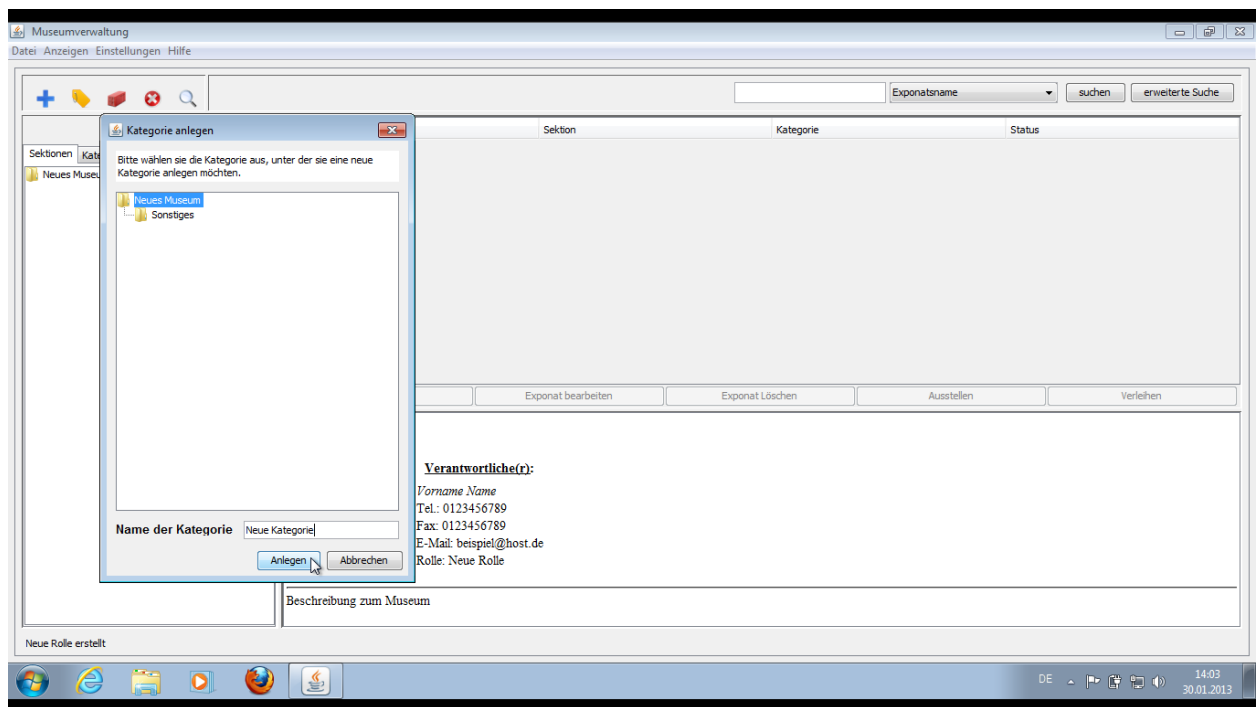 Museumverwaltung
Datei Anzeigen Einstellungen Hilfe
Exponatsname suchen erweiterte Suche
Sektion Kategorie Status
Sektionen
Neues
Kategorie anlegen
Bitte wählen sie die Kategorie aus, unter der sie eine neue
Kategorie anlegen möchten.
Neues Museum
Sonstiges
Name der Kategorie Neue Kategorie
Anlegen Abbrechen
Exponat bearbeiten Exponat Löschen Ausstellen Verleihen
Verantwortliche(r):
Vorname Name
Tel.: 0123456789
Fax: 0123456789
E-Mail: beispiel@host.de
Rolle: Neue Rolle
Beschreibung zum Museum
Neue Rolle erstellt
DE 14:03
30.01.2013